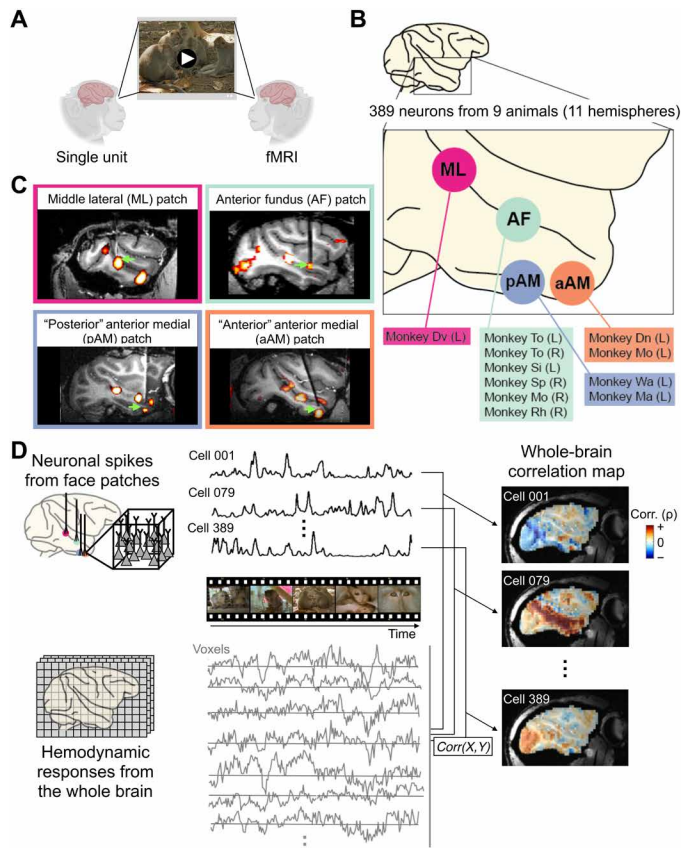 A
Single unit
fMRI
B
389 neurons from 9 animals (11 hemispheres)
ML
AF
pAM
aAM
Monkey Dv (L)
Monkey To (L)
Monkey To (R)
Monkey Si (L)
Monkey Sp (R)
Monkey Mo (R)
Monkey Rh (R)
Monkey Dn (L)
Monkey Mo (L)
Monkey Wa (L)
Monkey Ma (L)
C
Middle lateral (ML) patch
Anterior fundus (AF) patch
"Posterior" anterior medial
(pAM) patch
"Anterior" anterior medial
(aAM) patch
D
Neuronal spikes
from face patches
Cell 001
Cell 079
Cell 389
Time
Voxels
Hemodynamic
responses from
the whole brain
Corr(X,Y)
Whole-brain
correlation map
Cell 001
Corr. (ρ)
+
0
–
Cell 079
Cell 389